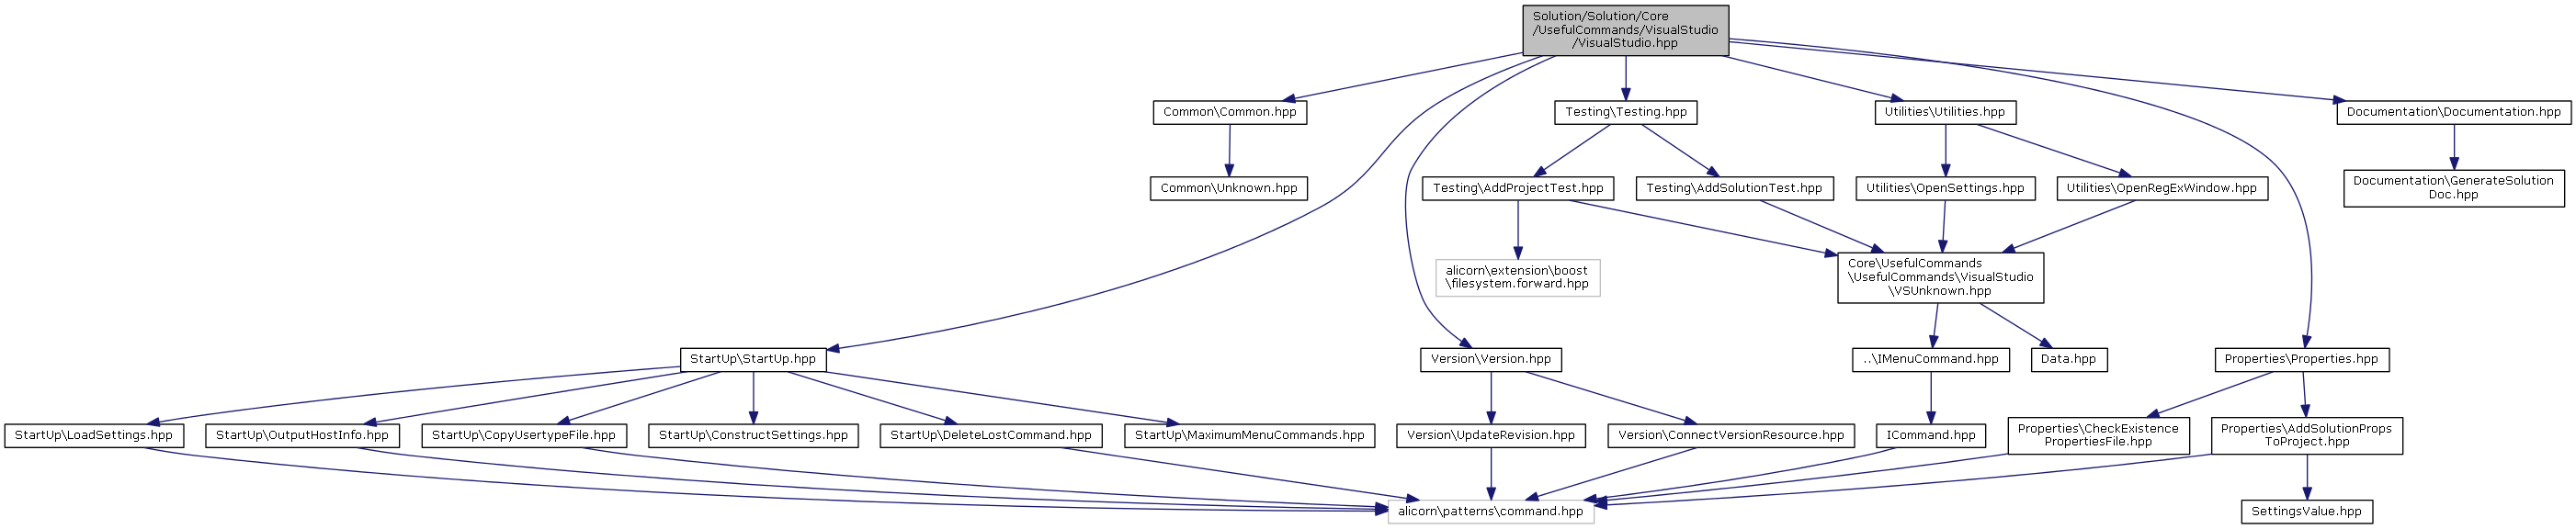 Solution/Solution/Core
/UsefulCommands/VisualStudio
/VisualStudio.hpp
Common\Common.hpp
Testing\Testing.hpp
Utilities\Utilities.hpp
Documentation\Documentation.hpp
Common\Unknown.hpp
Testing\AddProjectTest.hpp
Testing\AddSolutionTest.hpp
Utilities\OpenSettings.hpp
Utilities\OpenRegExWindow.hpp
Documentation\GenerateSolution
Doc.hpp
alicorn\extension\boost
\filesystem.forward.hpp
Core\UsefulCommands
\UsefulCommands\VisualStudio
\VSUnknown.hpp
StartUp\StartUp.hpp
Version\Version.hpp
..\IMenuCommand.hpp
Data.hpp
Properties\Properties.hpp
StartUp\LoadSettings.hpp
StartUp\OutputHostInfo.hpp
StartUp\CopyUsertypeFile.hpp
StartUp\ConstructSettings.hpp
StartUp\DeleteLostCommand.hpp
StartUp\MaximumMenuCommands.hpp
Version\UpdateRevision.hpp
Version\ConnectVersionResource.hpp
ICommand.hpp
Properties\CheckExistence
PropertiesFile.hpp
Properties\AddSolutionProps
ToProject.hpp
alicorn\patterns\command.hpp
SettingsValue.hpp